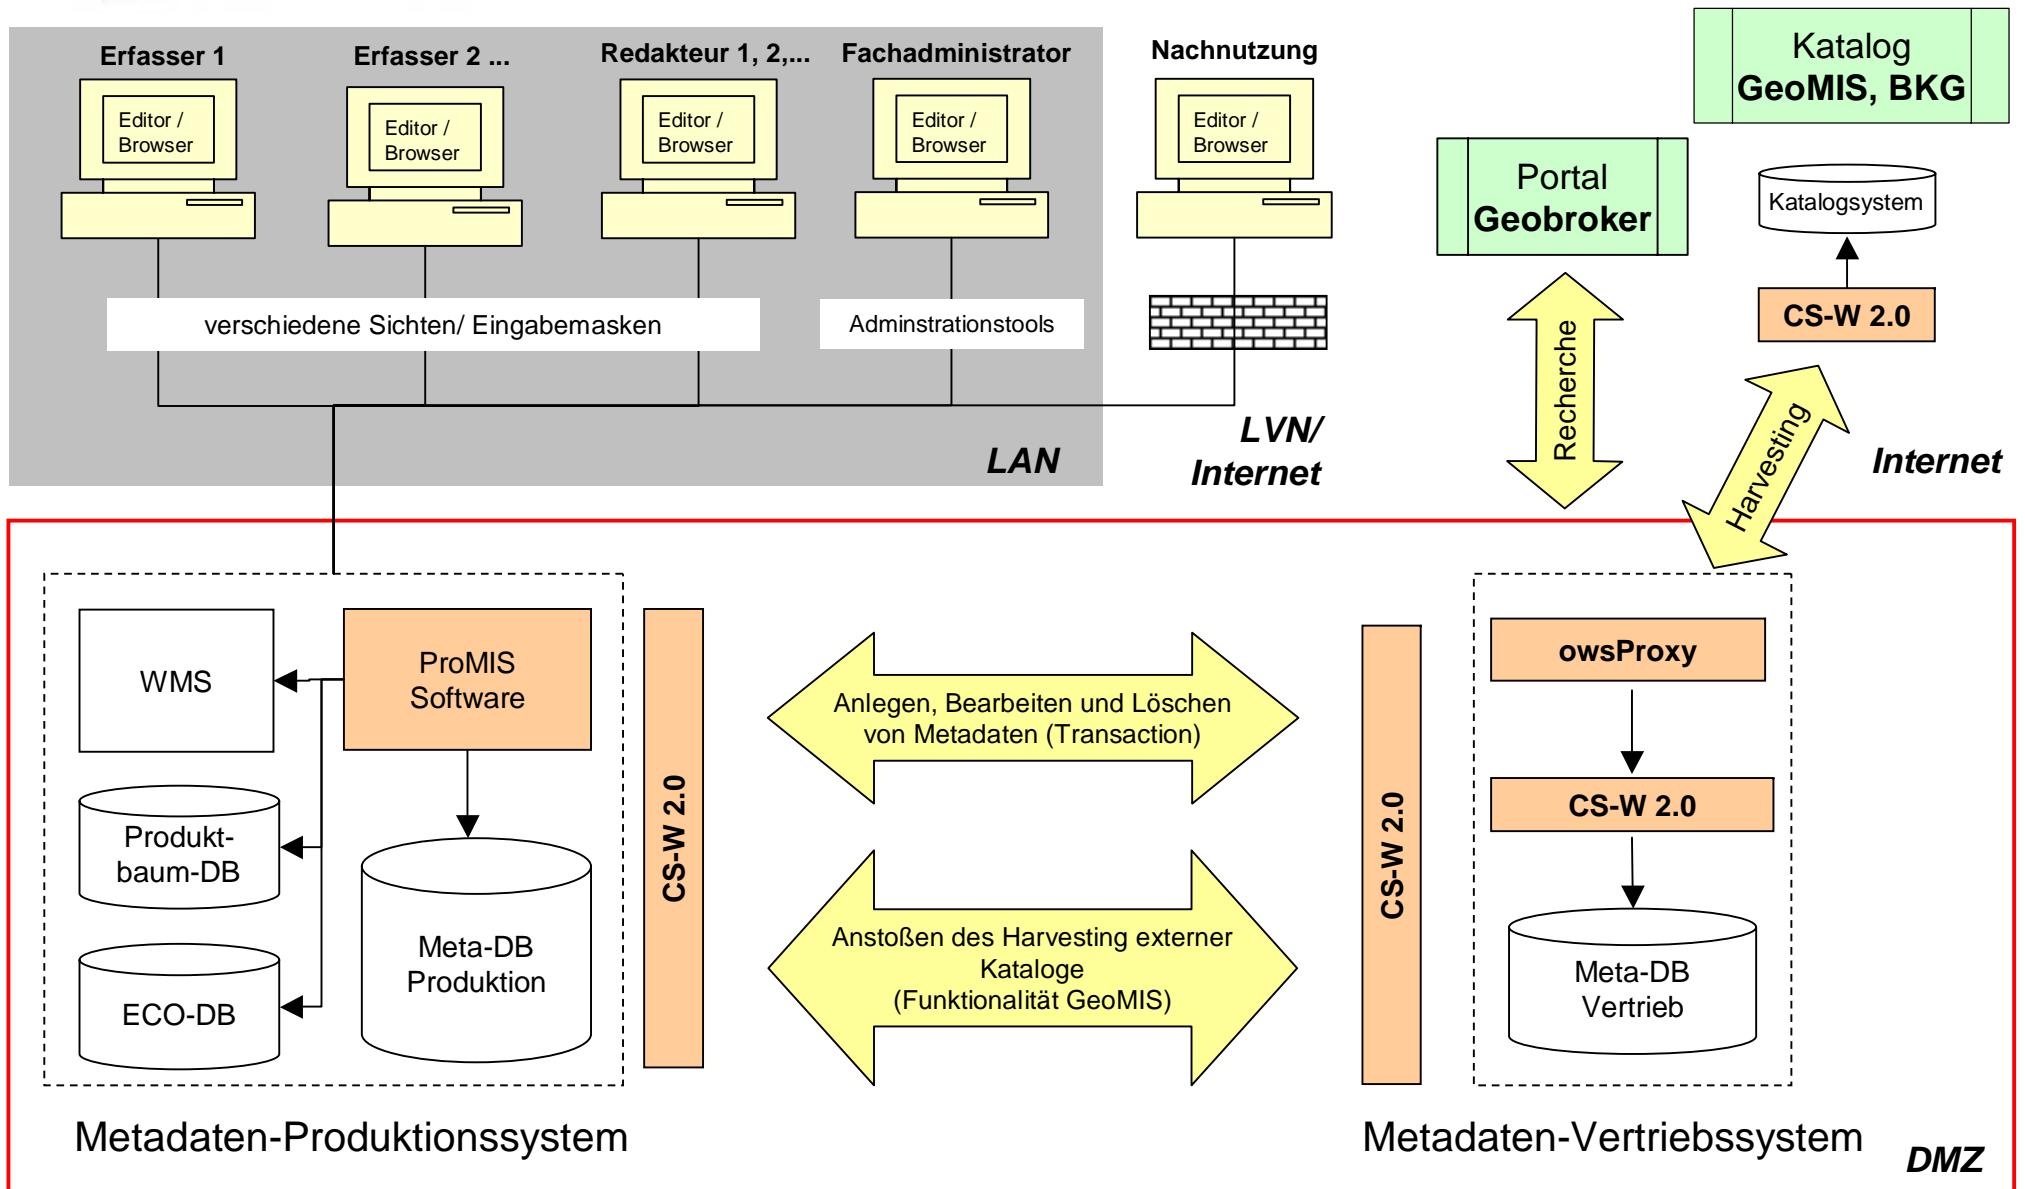 Erfasser 1
Erfasser 2 ...
Redakteur 1, 2,...
Fachadministrator
Nachnutzung
Editor /
Browser
Editor /
Browser
Editor /
Browser
Editor /
Browser
Editor /
Browser
Katalog
GeoMIS, BKG
Portal
Geobroker
Katalogsystem
CS-W 2.0
verschiedene Sichten/ Eingabemasken
Adminstrationstools
Recherche
Harvesting
LAN
LVN/
Internet
Internet
WMS
ProMIS
Software
Produkt-
baum-DB
ECO-DB
Meta-DB
Produktion
CS-W 2.0
Anlegen, Bearbeiten und Löschen
von Metadaten (Transaction)
Anstoßen des Harvesting externer
Kataloge
(Funktionalität GeoMIS)
CS-W 2.0
owsProxy
CS-W 2.0
Meta-DB
Vertrieb
Metadaten-Produktionssystem
Metadaten-Vertriebssystem
DMZ